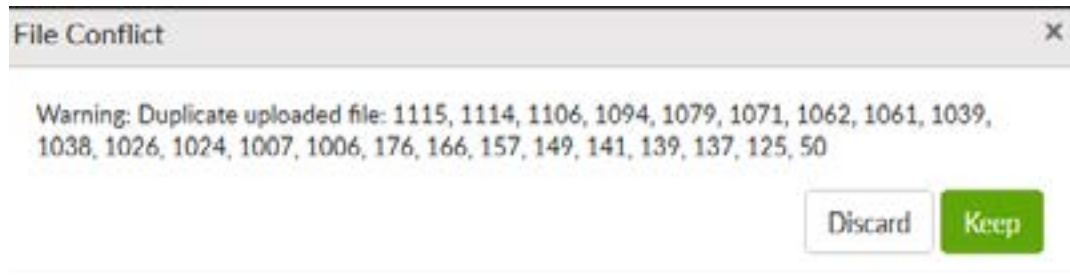 File Conflict
Warning: Duplicate uploaded file: 1115, 1114, 1106, 1094, 1079, 1071, 1062, 1061, 1039,
1038, 1026, 1024, 1007, 1006, 176, 166, 157, 149, 141, 139, 137, 125, 50
Discard Keep